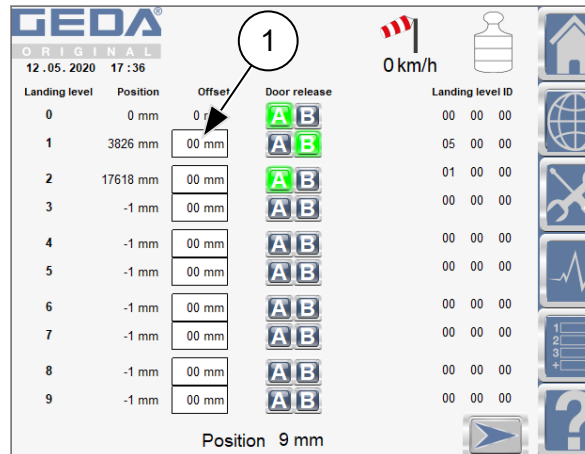 GEDA
ORIGINAL
1
12.05.2020 17:36
0 km/h
Landing level Position Offset Door release Landing level ID
0 0 mm 0 A B 00 00 00
1 3826 mm 00 mm A B 05 00 00
2 17618 mm 00 mm A B 01 00 00
3 -1 mm 00 mm A B 00 00 00
4 -1 mm 00 mm A B 00 00 00
5 -1 mm 00 mm A B 00 00 00
6 -1 mm 00 mm A B 00 00 00
7 -1 mm 00 mm A B 00 00 00
8 -1 mm 00 mm A B 00 00 00
9 -1 mm 00 mm A B 00 00 00
Position 9 mm
1
2
3
+
?